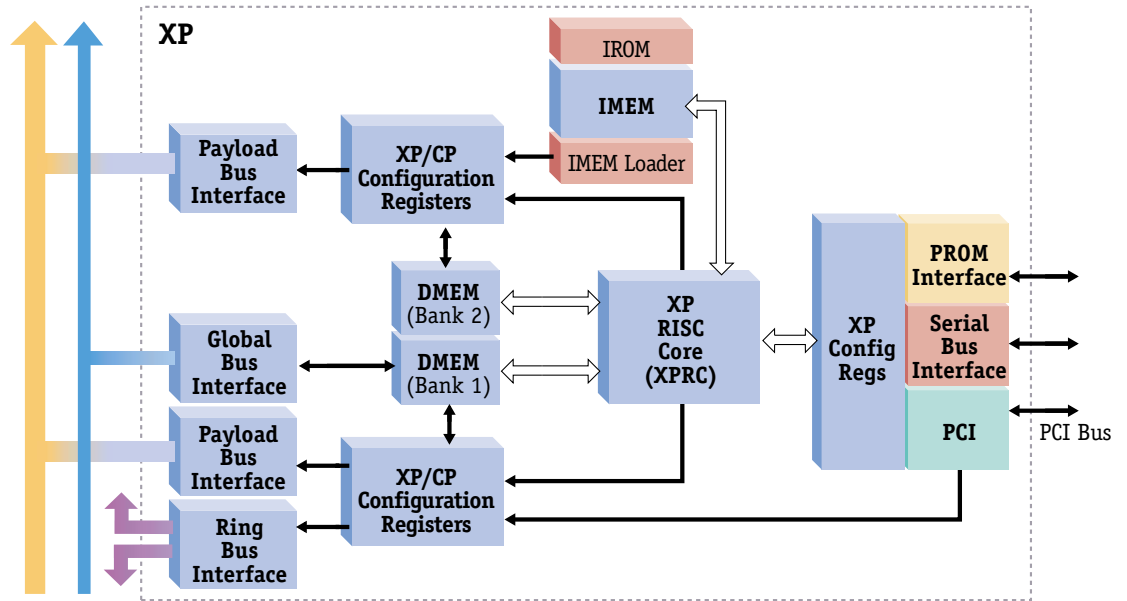 XP
IROM
IMEM
IMEM Loader
Payload
Bus
Interface
XP/CP
Configuration
Registers
DMEM
(Bank 2)
DMEM
(Bank 1)
Global
Bus
Interface
XP
RISC
Core
(XPRC)
XP
Config
Regs
PROM
Interface
Serial
Bus
Interface
PCI
PCI Bus
Payload
Bus
Interface
XP/CP
Configuration
Registers
Ring
Bus
Interface